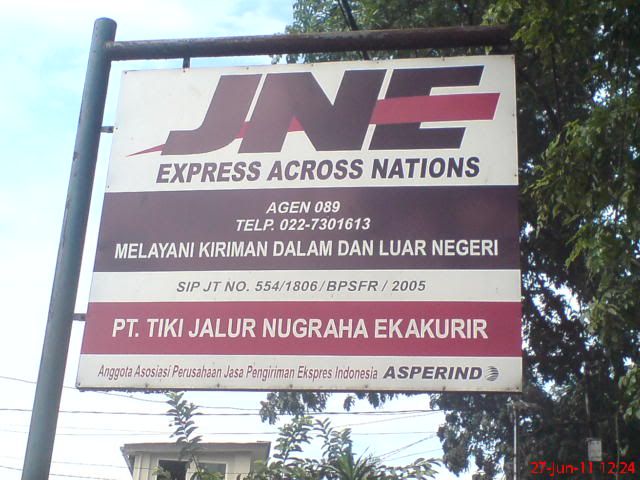 JNE
EXPRESS ACROSS NATIONS
AGEN 089
TELP. 022-7301613
MELAYANI KIRIMAN DALAM DAN LUAR NEGERI
SIP JT NO. 554/1806/BPSFR/2005
PT. TIKI JALUR NUGRAHA EKAKURIR
Anggota Asosiasi Perusahaan Jasa Pengiriman Ekspres Indonesia ASPERINDO
27-Jun-11 12:24